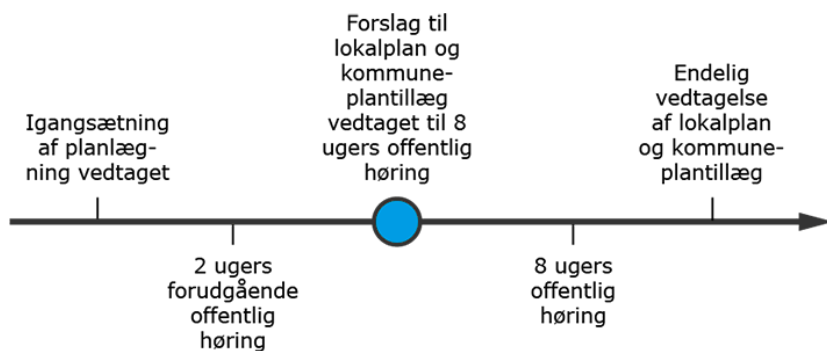 Igangsætning
af planlæg-
ning vedtaget
2 ugers
forudgående
offentlig
høring
Forslag til
lokalplan og
kommune-
plantillæg
vedtaget til 8
ugers offentlig
høring
8 ugers
offentlig
høring
Endelig
vedtagelse
af lokalplan
og kommune-
plantillæg